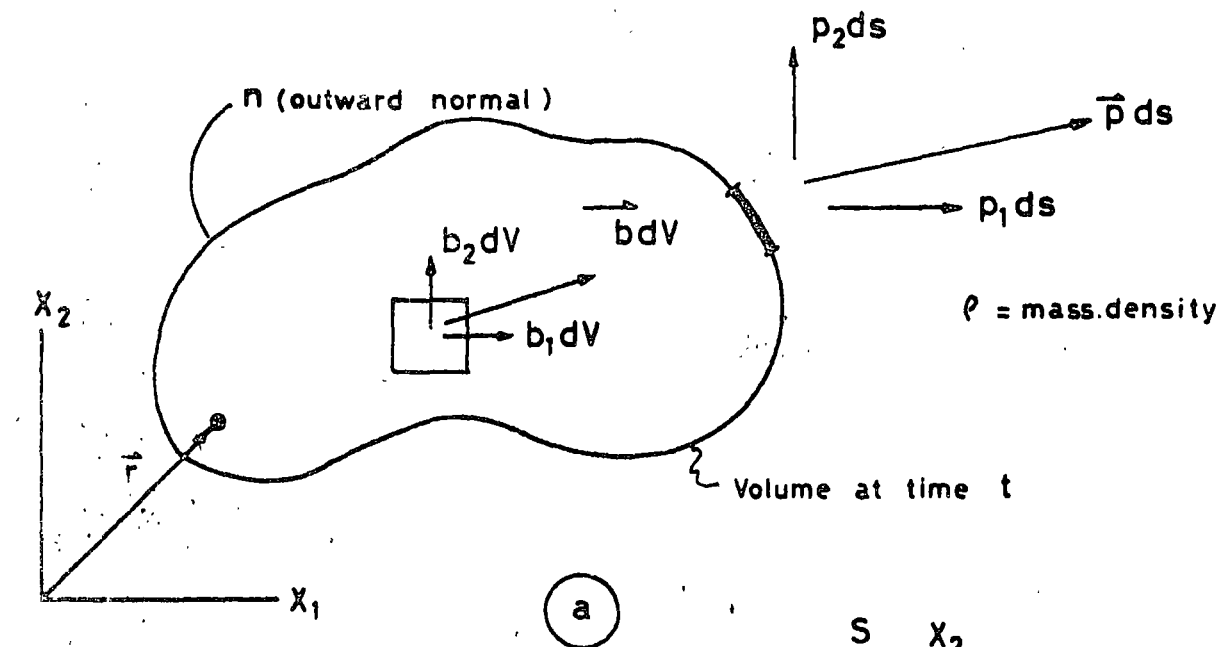 p₂ds
n (outward normal)
p⃗ ds
p₁ds
b₂dV
b⃗dV
X₂
b₁dV
ρ = mass.density
r⃗
Volume at time t
X₁
a
S X₂